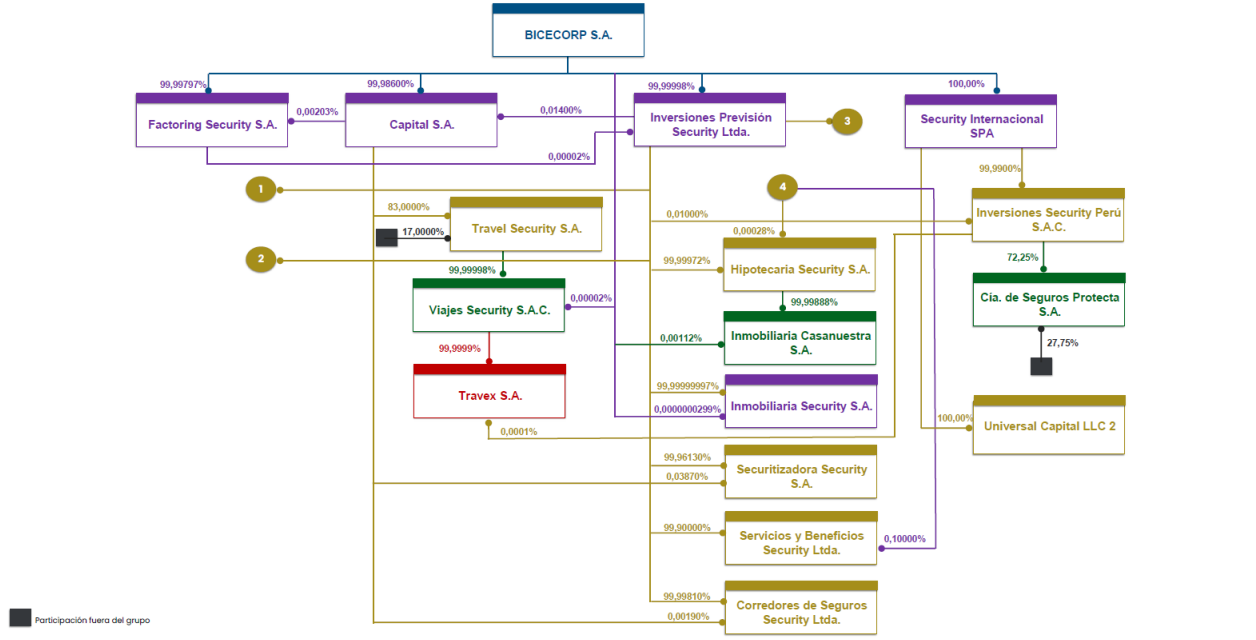 BICECORP S.A.
99,99797%
99,98600%
99,99998%
100,00%
Factoring Security S.A.
0,00203%
Capital S.A.
0,01400%
Inversiones Previsión
Security Ltda.
3
Security Internacional
SPA
0,00002%
99,9900%
1
4
83,0000%
17,0000%
Travel Security S.A.
0,01000%
Inversiones Security Perú
S.A.C.
0,00028%
2
99,99972%
Hipotecaria Security S.A.
72,25%
99,99998%
Viajes Security S.A.C.
0,00002%
99,99888%
Cia. de Seguros Protecta
S.A.
0,00112%
Inmobiliaria Casanuestra
S.A.
27,75%
99,9999%
Travex S.A.
99,99999997%
0,0000000299%
Inmobiliaria Security S.A.
0,0001%
100,00%
Universal Capital LLC 2
99,96130%
0,03870%
Securitizadora Security
S.A.
99,90000%
Servicios y Beneficios
Security Ltda.
0,10000%
99,99810%
0,00190%
Corredores de Seguros
Security Ltda.
Participación fuera del grupo